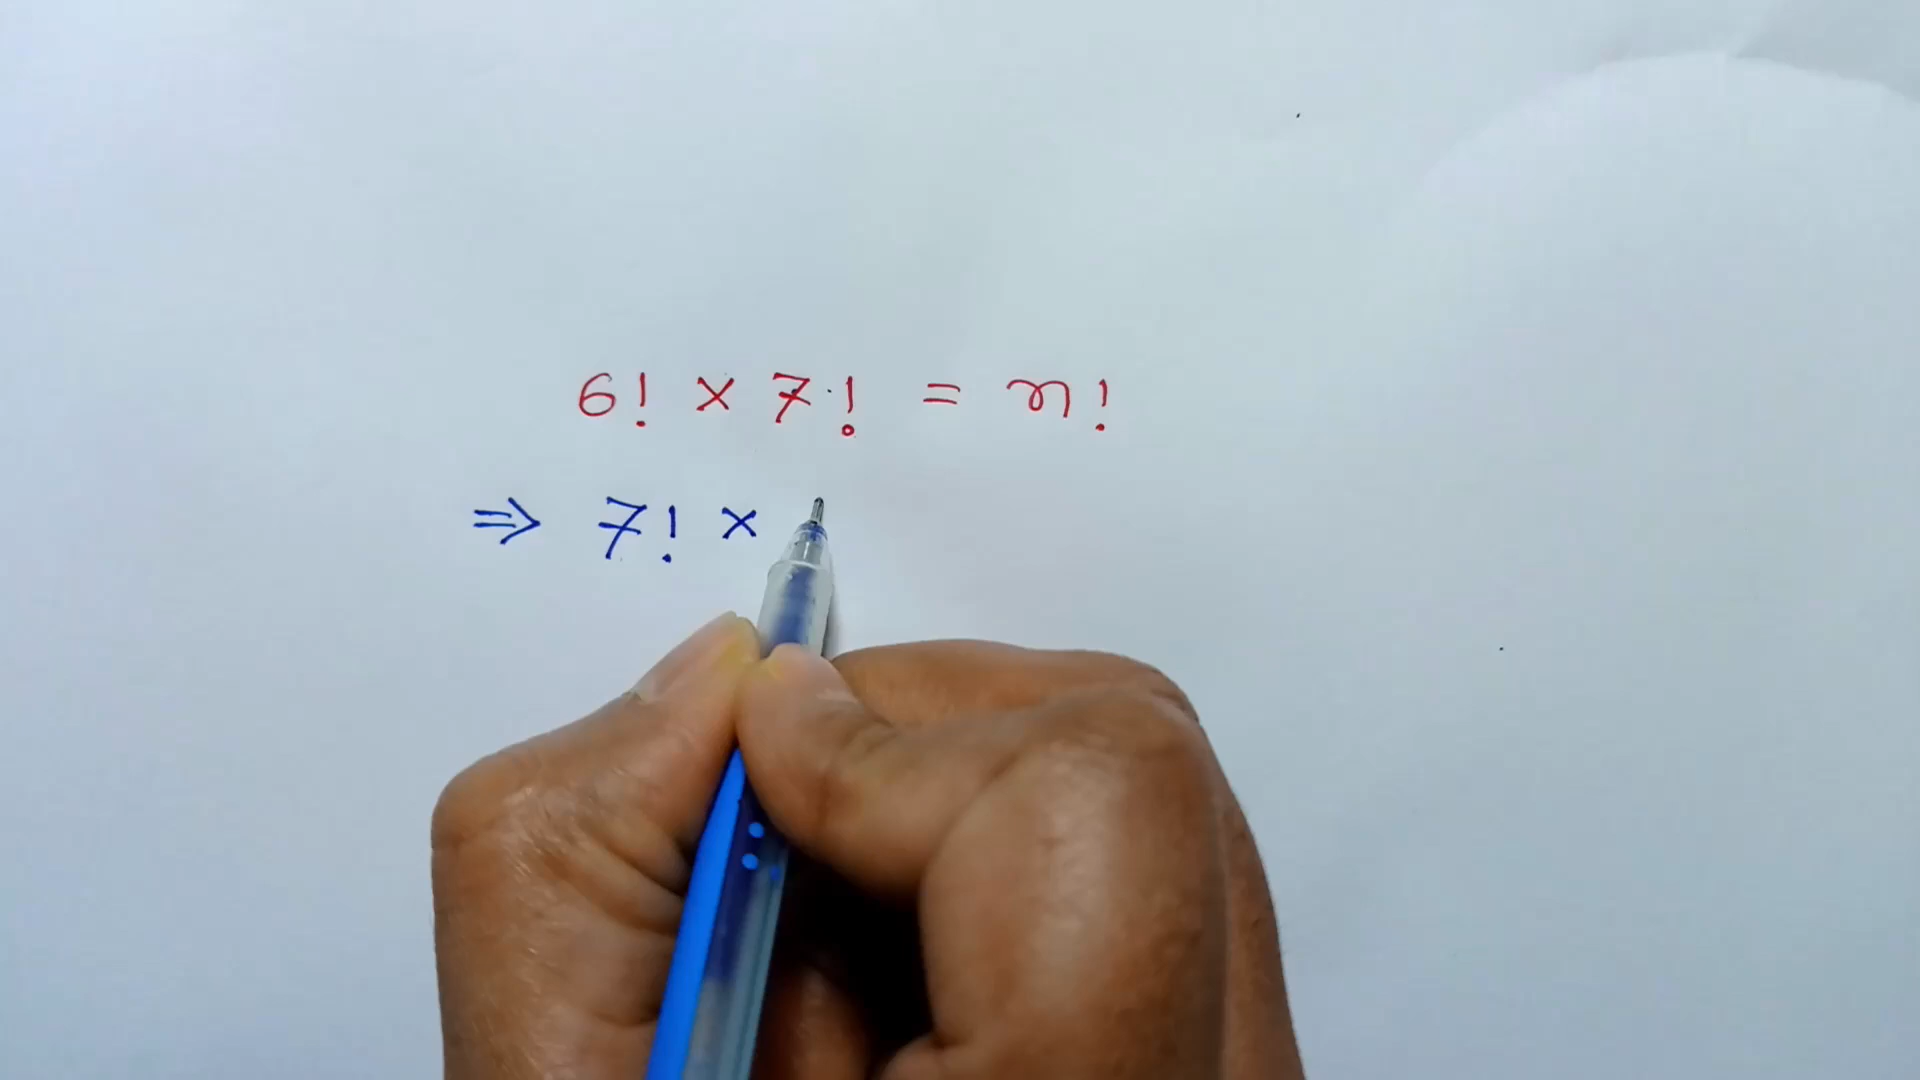 6! × 7! = n!
⇒ 7! ×